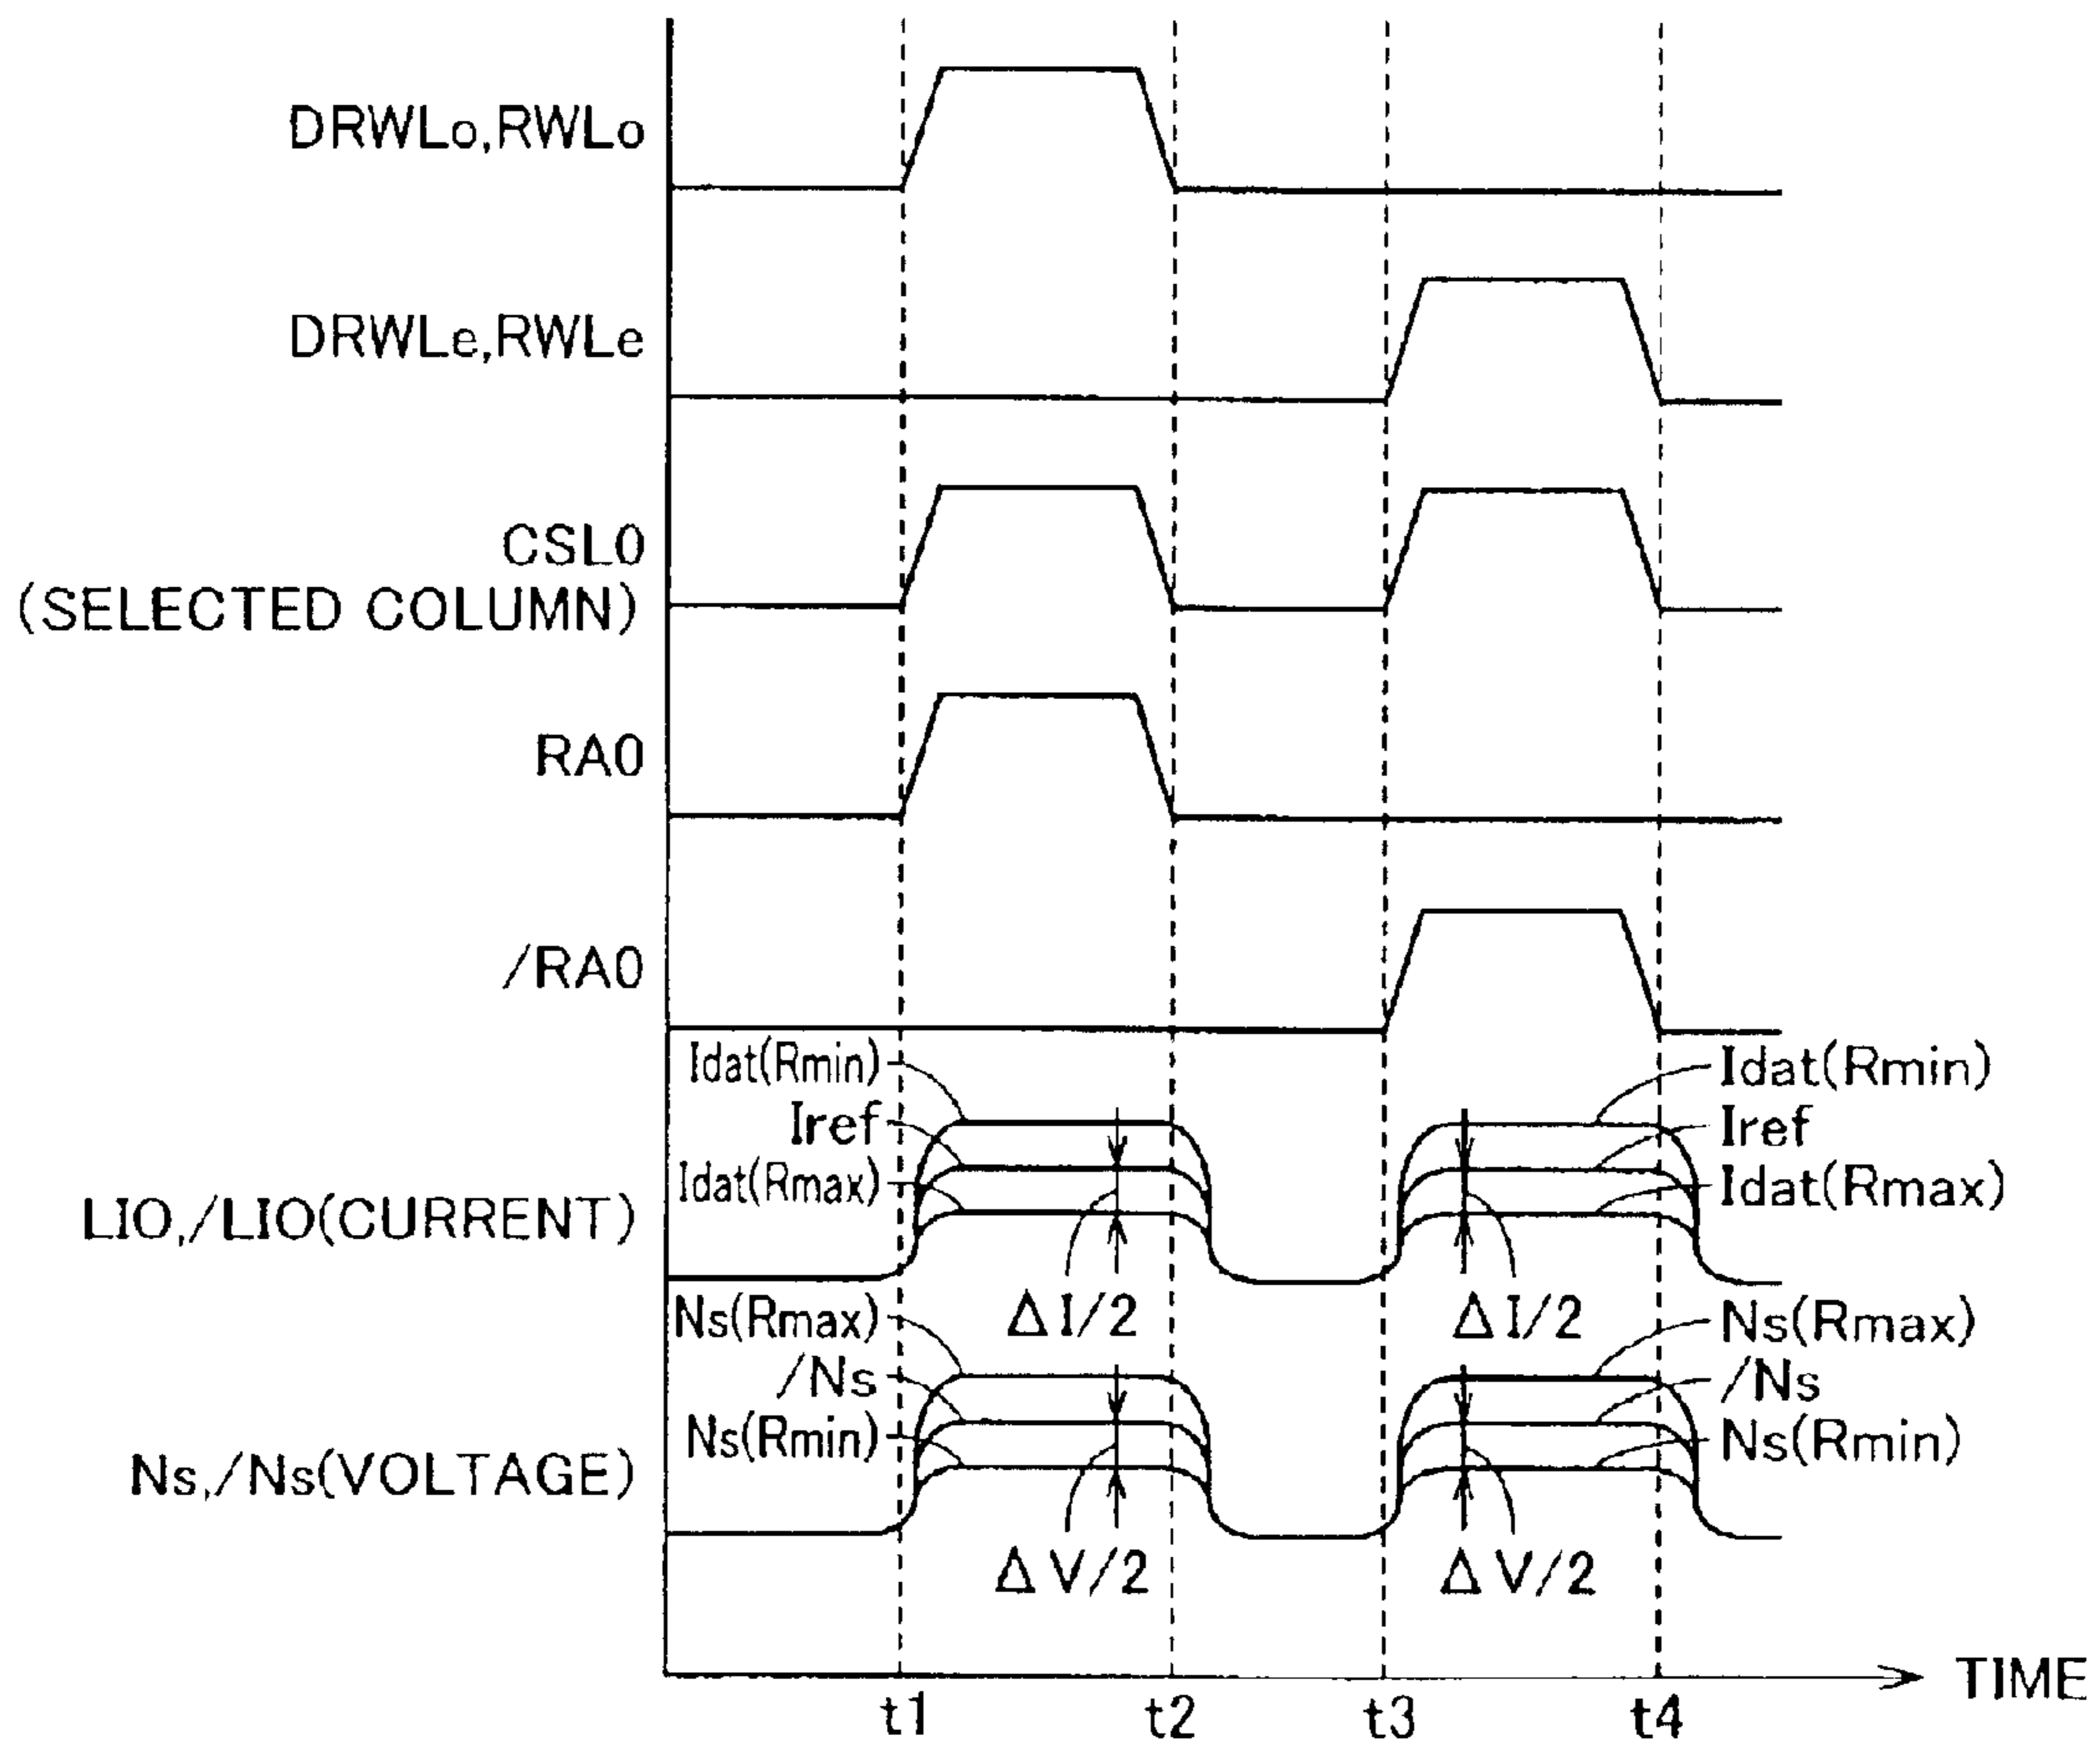 DRWLo,RWLo
DRWLe,RWLe
CSL0
(SELECTED COLUMN)
RA0
/RA0
Idat(Rmin)
Iref
Idat(Rmax)
LIO,/LIO(CURRENT)
Idat(Rmin)
Iref
Idat(Rmax)
ΔI/2
ΔI/2
Ns(Rmax)
/Ns
Ns(Rmin)
Ns,/Ns(VOLTAGE)
Ns(Rmax)
/Ns
Ns(Rmin)
ΔV/2
ΔV/2
TIME
t1
t2
t3
t4